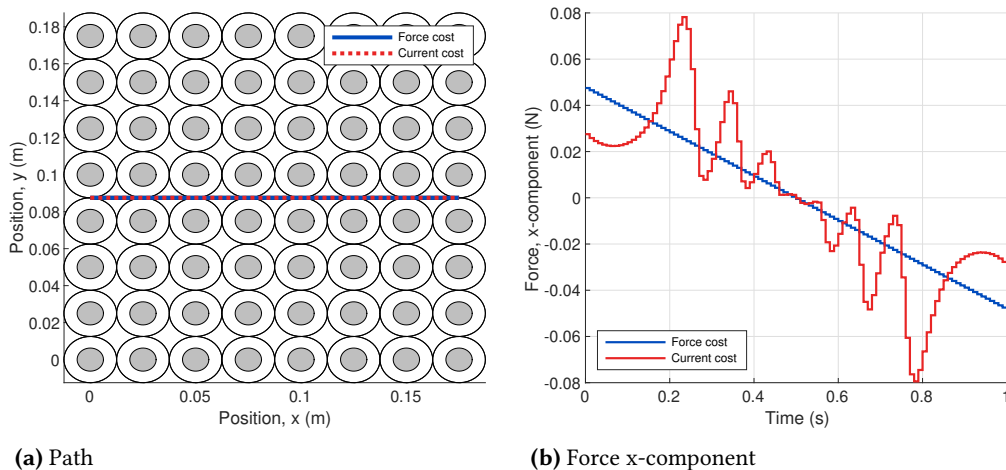 0.18
0.16
0.14
0.12
0.1
0.08
0.06
0.04
0.02
0
Position, y (m)
0 0.05 0.1 0.15
Position, x (m)
Force cost
Current cost
(a) Path
0.08
0.06
0.04
0.02
0
-0.02
-0.04
-0.06
-0.08
Force, x-component (N)
0 0.2 0.4 0.6 0.8 1
Time (s)
Force cost
Current cost
(b) Force x-component